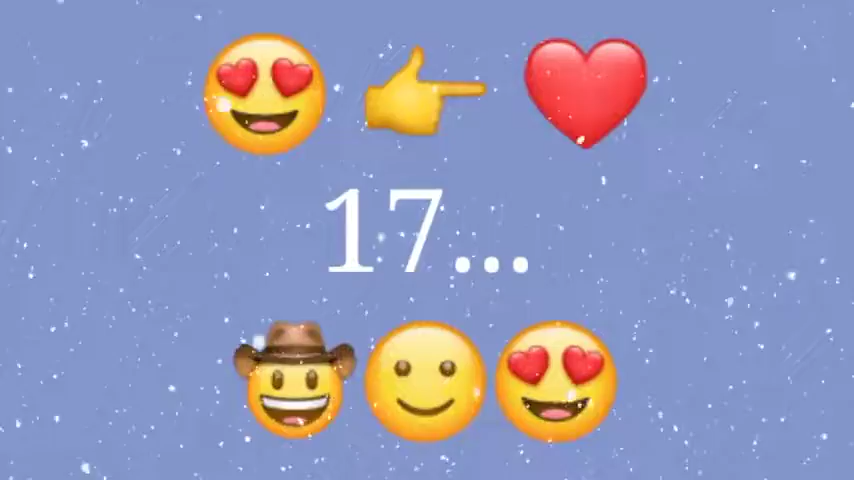 😍 👉 ❤️
17...
🤠🙂😍